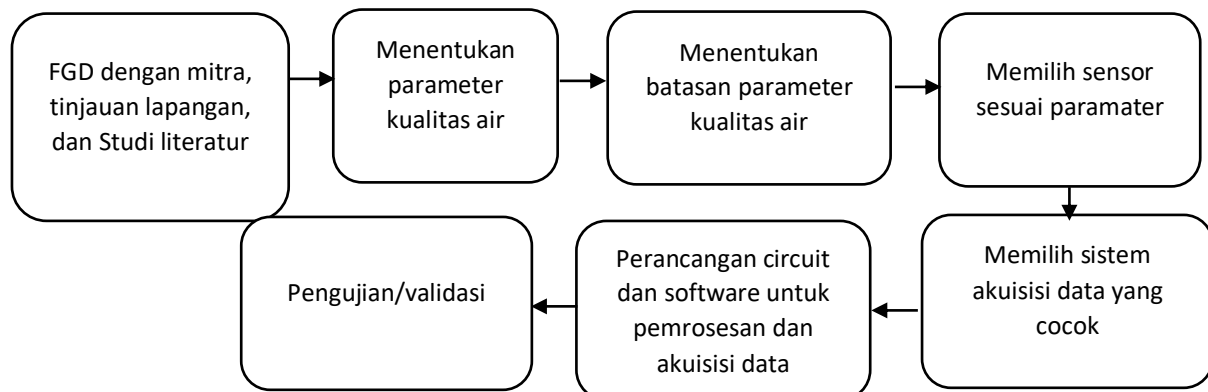 FGD dengan mitra,
tinjauan lapangan,
dan Studi literatur
Menentukan
parameter
kualitas air
Menentukan
batasan parameter
kualitas air
Memilih sensor
sesuai paramater
Memilih sistem
akuisisi data yang
cocok
Perancangan circuit
dan software untuk
pemrosesan dan
akuisisi data
Pengujian/validasi